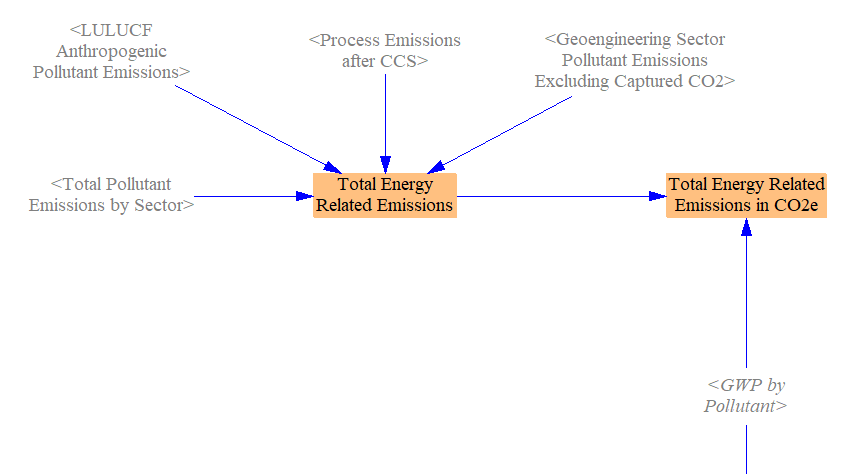 <LULUCF
Anthropogenic
Pollutant Emissions>
<Process Emissions
after CCS>
<Geoengineering Sector
Pollutant Emissions
Excluding Captured CO2>
<Total Pollutant
Emissions by Sector>
Total Energy
Related Emissions
Total Energy Related
Emissions in CO2e
<GWP by
Pollutant>